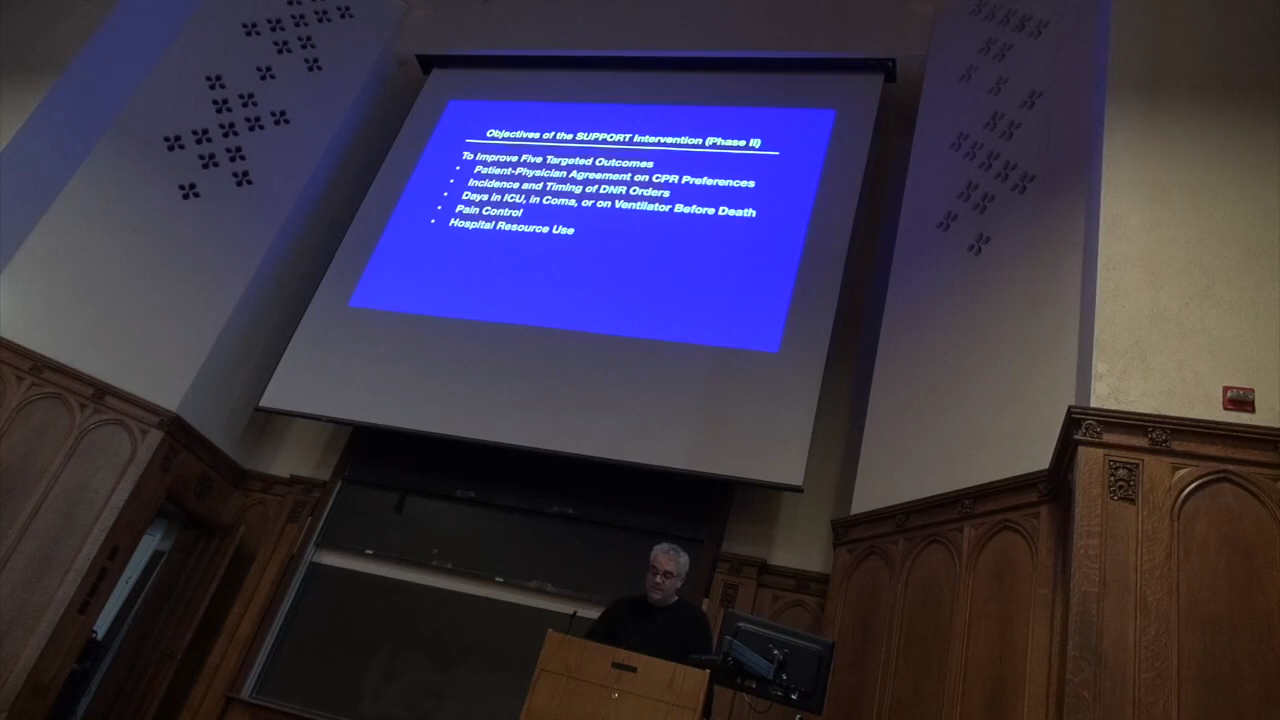 Objectives of the SUPPORT Intervention (Phase II)
To Improve Five Targeted Outcomes
• Patient-Physician Agreement on CPR Preferences
• Incidence and Timing of DNR Orders
• Days in ICU, in Coma, or on Ventilator Before Death
• Pain Control
• Hospital Resource Use